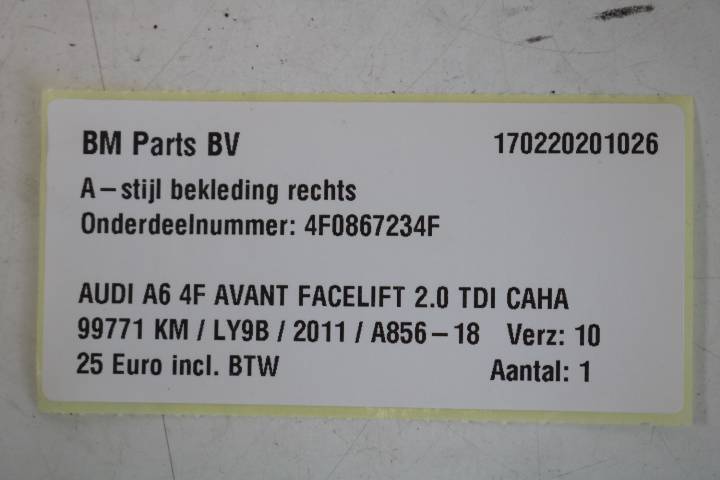 BM Parts BV 170220201026
A-stijl bekleding rechts
Onderdeelnummer: 4F0867234F
AUDI A6 4F AVANT FACELIFT 2.0 TDI CAHA
99771 KM / LY9B / 2011 / A856-18 Verz: 10
25 Euro incl. BTW Aantal: 1